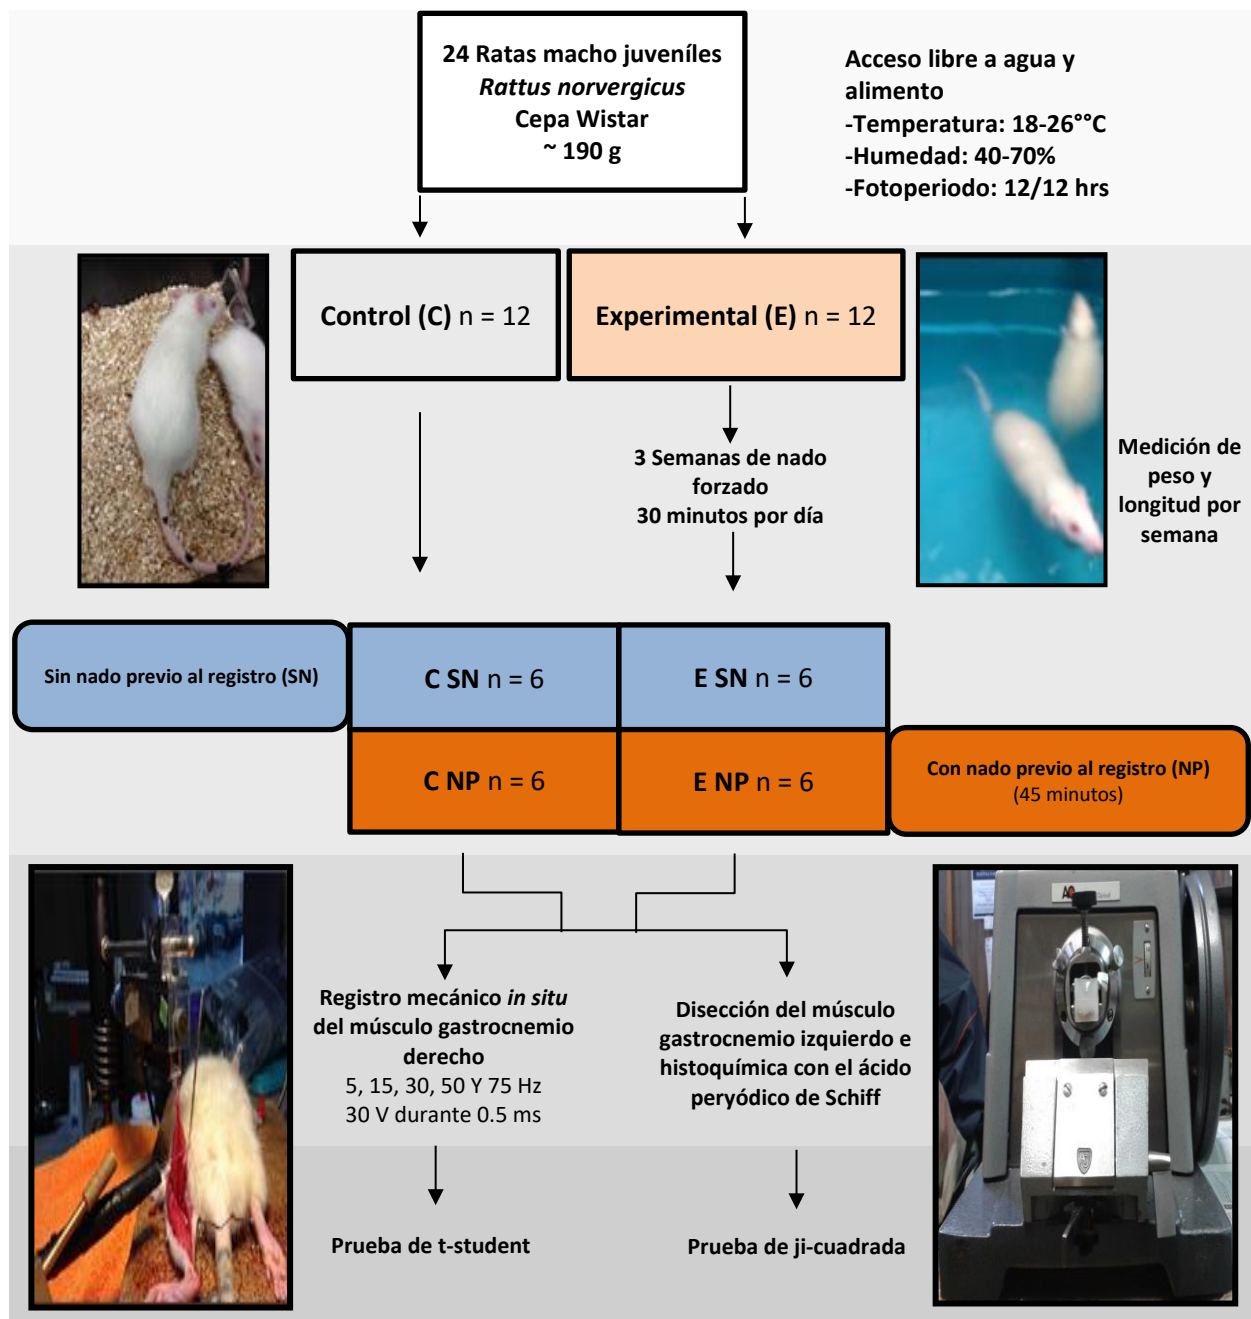 24 Ratas macho juveníles
Rattus norvergicus
Cepa Wistar
~ 190 g
Acceso libre a agua y
alimento
-Temperatura: 18-26°°C
-Humedad: 40-70%
-Fotoperiodo: 12/12 hrs
Control (C) n = 12
Experimental (E) n = 12
3 Semanas de nado
forzado
30 minutos por día
Medición de
peso y
longitud por
semana
Sin nado previo al registro (SN)
C SN n = 6
E SN n = 6
C NP n = 6
E NP n = 6
Con nado previo al registro (NP)
(45 minutos)
Registro mecánico in situ
del músculo gastrocnemio
derecho
5, 15, 30, 50 Y 75 Hz
30 V durante 0.5 ms
Disección del músculo
gastrocnemio izquierdo e
histoquímica con el ácido
peryódico de Schiff
Prueba de t-student
Prueba de ji-cuadrada